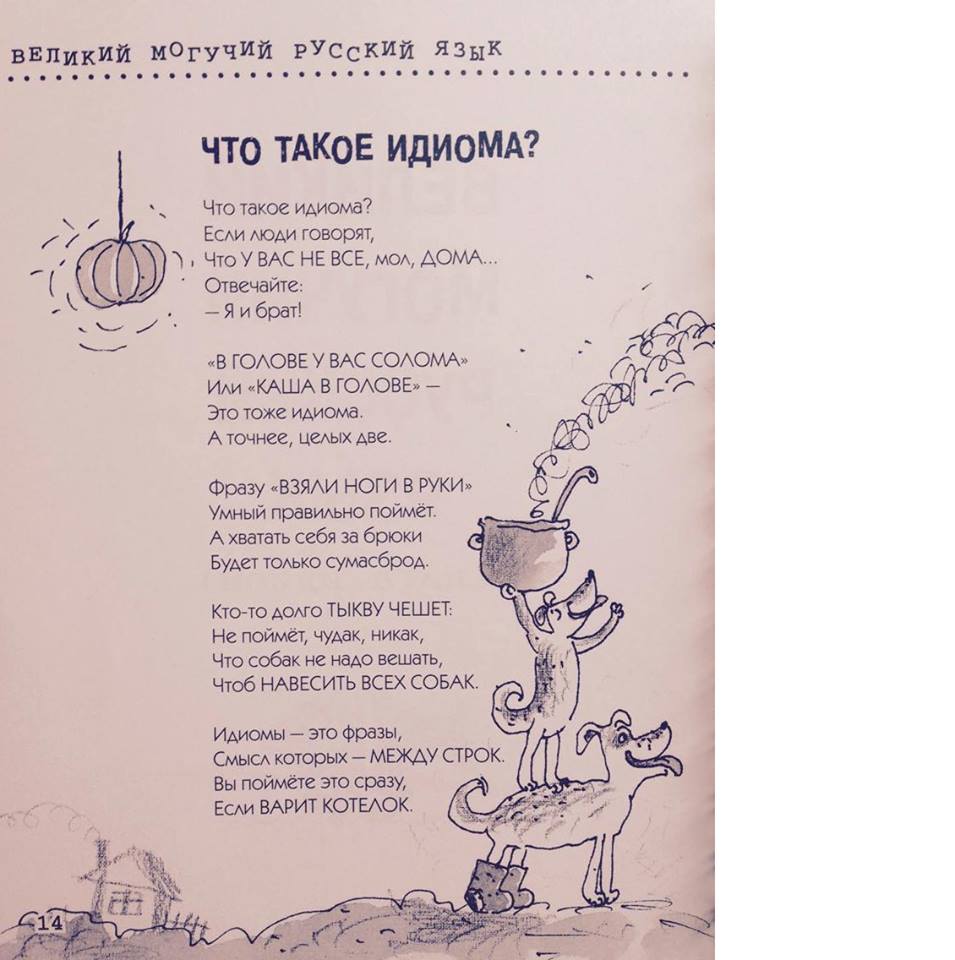 ВЕЛИКИЙ МОГУЧИЙ РУССКИЙ ЯЗЫК
ЧТО ТАКОЕ ИДИОМА?
Что такое идиома?
Если люди говорят,
Что У ВАС НЕ ВСЕ, мол, ДОМА...
Отвечайте:
– Я и брат!
«В ГОЛОВЕ У ВАС СОЛОМА»
Или «КАША В ГОЛОВЕ» –
Это тоже идиома.
А точнее, целых две.
Фразу «ВЗЯЛИ НОГИ В РУКИ»
Умный правильно поймёт.
А хватать себя за брюки
Будет только сумасброд.
Кто-то долго ТЫКВУ ЧЕШЕТ:
Не поймёт, чудак, никак,
Что собак не надо вешать,
Чтоб НАВЕСИТЬ ВСЕХ СОБАК.
Идиомы – это фразы,
Смысл которых – МЕЖДУ СТРОК.
Вы поймёте это сразу,
Если ВАРИТ КОТЕЛОК.
14